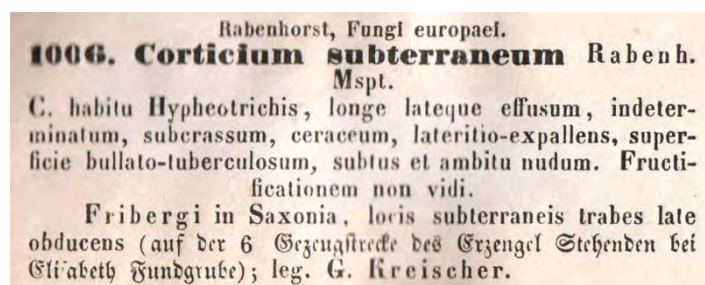 Rabenhorst, Fungi europaei.
1006. Corticium subterraneum Rabenh.
Mspt.
C. habitu Hypheotrichis, longe lateque effusum, indeter-
minatum, subcrassum, ceraceum, lateritio-expallens, super-
ficie bullato-tuberculosum, subtus et ambitu nudum. Fructi-
ficationem non vidi.
Fribergi in Saxonia, locis subterraneis trabes late
obducens (auf der 6 Gezeugstrecke des Erzengel Stehenden bei
Elisabeth Fundgrube); leg. G. Kreischer.